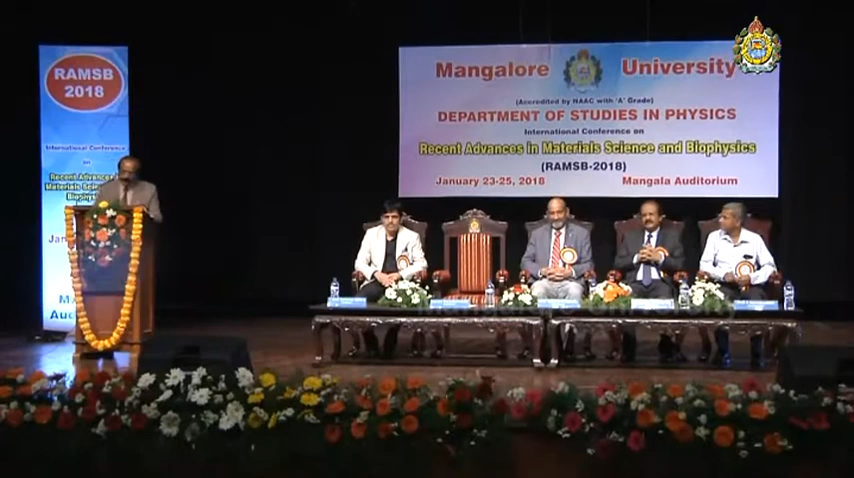 RAMSB
2018
International Conference
on
Recent Advances
Materials Scien
Mangalore University
(Accredited by NAAC with 'A' Grade)
DEPARTMENT OF STUDIES IN PHYSICS
International Conference on
Recent Advances in Materials Science and Biophysics
(RAMSB-2018)
January 23-25, 2018 Mangala Auditorium